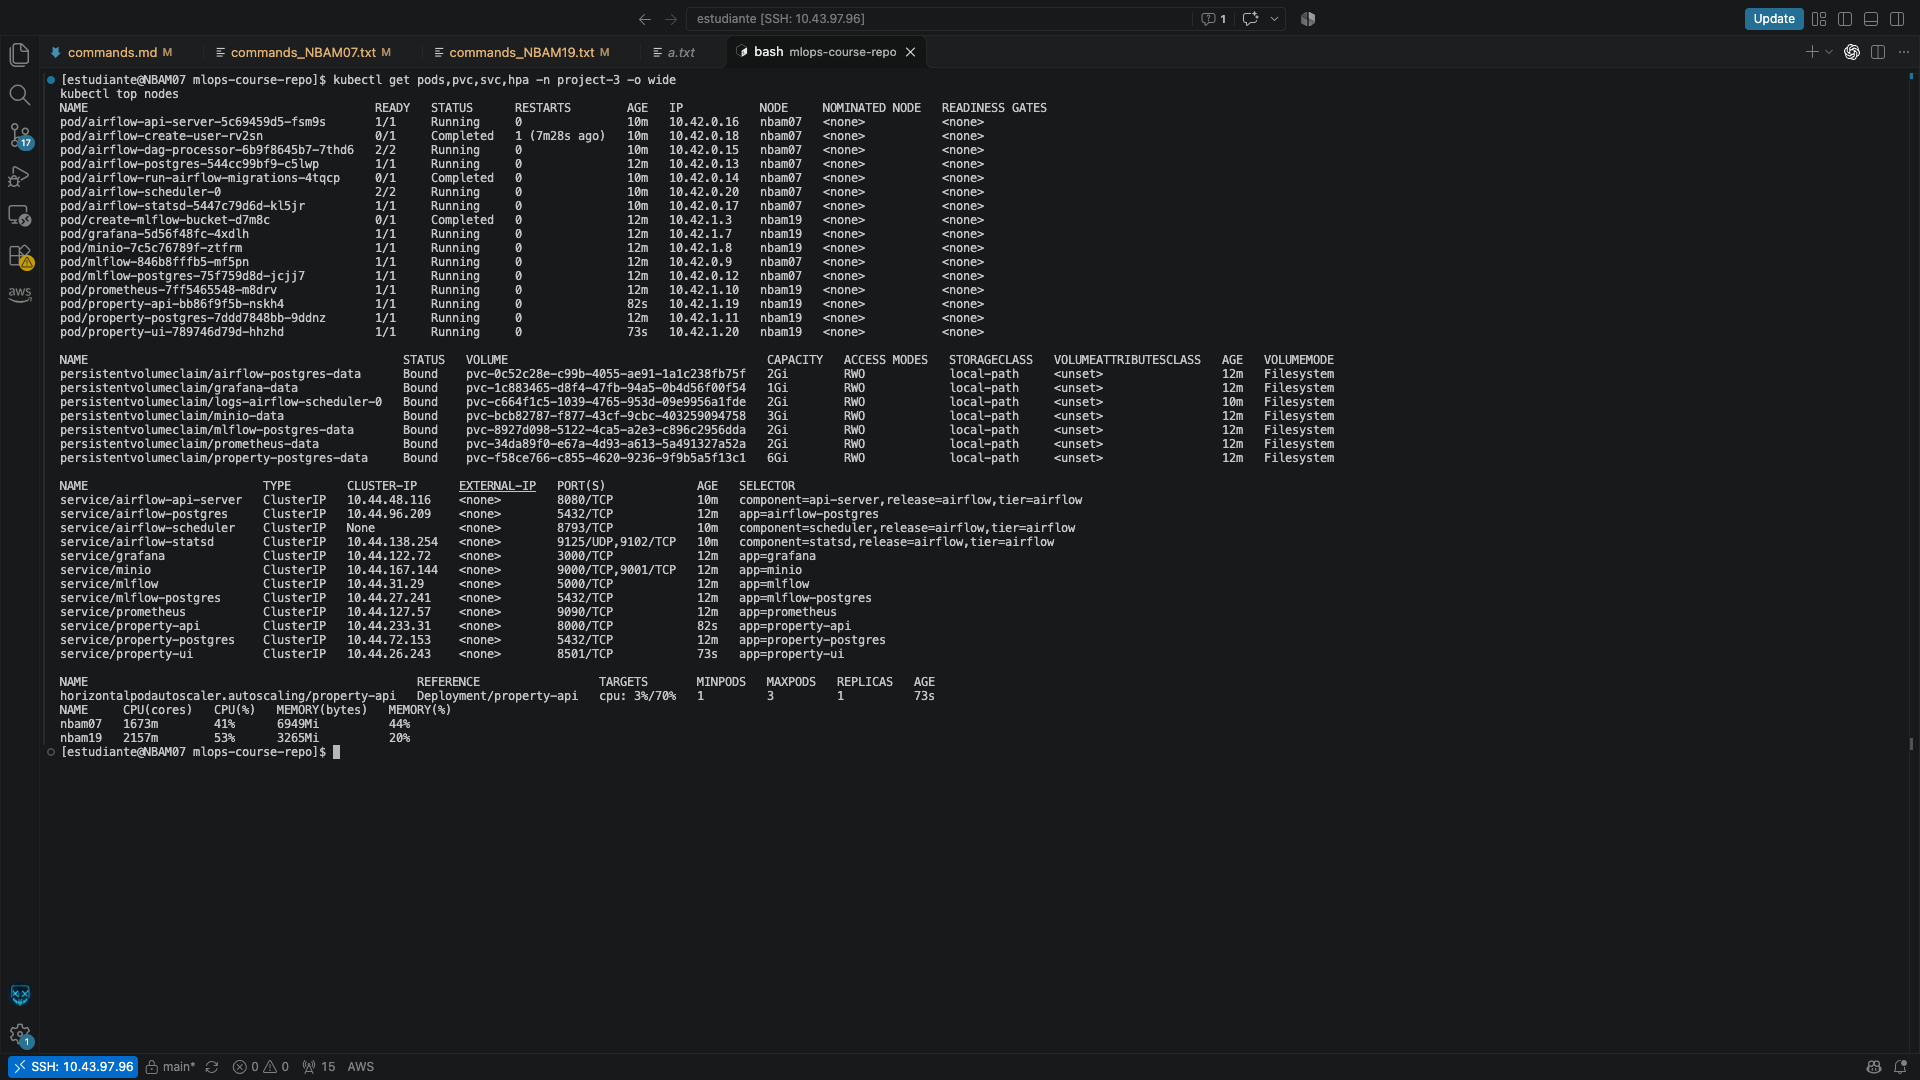 estudiante [SSH: 10.43.97.96]
1
Update
commands.md M
commands_NBAM07.txt M
commands_NBAM19.txt M
a.txt
bash mlops-course-repo
[estudiante@NBAM07 mlops-course-repo]$ kubectl get pods,pvc,svc,hpa -n project-3 -o wide
kubectl top nodes
NAME READY STATUS RESTARTS AGE IP NODE NOMINATED NODE READINESS GATES
pod/airflow-api-server-5c69459d5-fsm9s 1/1 Running 0 10m 10.42.0.16 nbam07 <none> <none>
pod/airflow-create-user-rv2sn 0/1 Completed 1 (7m28s ago) 10m 10.42.0.18 nbam07 <none> <none>
pod/airflow-dag-processor-6b9f8645b7-7thd6 2/2 Running 0 10m 10.42.0.15 nbam07 <none> <none>
pod/airflow-postgres-544cc99bf9-c5lwp 1/1 Running 0 12m 10.42.0.13 nbam07 <none> <none>
pod/airflow-run-airflow-migrations-4tqcp 0/1 Completed 0 10m 10.42.0.14 nbam07 <none> <none>
pod/airflow-scheduler-0 2/2 Running 0 10m 10.42.0.20 nbam07 <none> <none>
pod/airflow-statsd-5447c79d6d-kl5jr 1/1 Running 0 10m 10.42.0.17 nbam07 <none> <none>
pod/create-mlflow-bucket-d7m8c 0/1 Completed 0 12m 10.42.1.3 nbam19 <none> <none>
pod/grafana-5d56f48fc-4xdlh 1/1 Running 0 12m 10.42.1.7 nbam19 <none> <none>
pod/minio-7c5c76789f-ztfrm 1/1 Running 0 12m 10.42.1.8 nbam19 <none> <none>
pod/mlflow-846b8fffb5-mf5pn 1/1 Running 0 12m 10.42.0.9 nbam07 <none> <none>
pod/mlflow-postgres-75f759d8d-jcjj7 1/1 Running 0 12m 10.42.0.12 nbam07 <none> <none>
pod/prometheus-7ff5465548-m8drv 1/1 Running 0 12m 10.42.1.10 nbam19 <none> <none>
pod/property-api-bb86f9f5b-nskh4 1/1 Running 0 82s 10.42.1.19 nbam19 <none> <none>
pod/property-postgres-7ddd7848bb-9ddnz 1/1 Running 0 12m 10.42.1.11 nbam19 <none> <none>
pod/property-ui-789746d79d-hhzhd 1/1 Running 0 73s 10.42.1.20 nbam19 <none> <none>
NAME STATUS VOLUME CAPACITY ACCESS MODES STORAGECLASS VOLUMEATTRIBUTESCLASS AGE VOLUMEMODE
persistentvolumeclaim/airflow-postgres-data Bound pvc-0c52c28e-c99b-4055-ae91-1a1c238fb75f 2Gi RWO local-path <unset> 12m Filesystem
persistentvolumeclaim/grafana-data Bound pvc-1c883465-d8f4-47fb-94a5-0b4d56f00f54 1Gi RWO local-path <unset> 12m Filesystem
persistentvolumeclaim/logs-airflow-scheduler-0 Bound pvc-c664f1c5-1039-4765-953d-09e9956a1fde 2Gi RWO local-path <unset> 10m Filesystem
persistentvolumeclaim/minio-data Bound pvc-bcb82787-f877-43cf-9cbc-403259094758 3Gi RWO local-path <unset> 12m Filesystem
persistentvolumeclaim/mlflow-postgres-data Bound pvc-8927d098-5122-4ca5-a2e3-c896c2956dda 2Gi RWO local-path <unset> 12m Filesystem
persistentvolumeclaim/prometheus-data Bound pvc-34da89f0-e67a-4d93-a613-5a491327a52a 2Gi RWO local-path <unset> 12m Filesystem
persistentvolumeclaim/property-postgres-data Bound pvc-f58ce766-c855-4620-9236-9f9b5a5f13c1 6Gi RWO local-path <unset> 12m Filesystem
NAME TYPE CLUSTER-IP EXTERNAL-IP PORT(S) AGE SELECTOR
service/airflow-api-server ClusterIP 10.44.48.116 <none> 8080/TCP 10m component=api-server,release=airflow,tier=airflow
service/airflow-postgres ClusterIP 10.44.96.209 <none> 5432/TCP 12m app=airflow-postgres
service/airflow-scheduler ClusterIP None <none> 8793/TCP 10m component=scheduler,release=airflow,tier=airflow
service/airflow-statsd ClusterIP 10.44.138.254 <none> 9125/UDP,9102/TCP 10m component=statsd,release=airflow,tier=airflow
service/grafana ClusterIP 10.44.122.72 <none> 3000/TCP 12m app=grafana
service/minio ClusterIP 10.44.167.144 <none> 9000/TCP,9001/TCP 12m app=minio
service/mlflow ClusterIP 10.44.31.29 <none> 5000/TCP 12m app=mlflow
service/mlflow-postgres ClusterIP 10.44.27.241 <none> 5432/TCP 12m app=mlflow-postgres
service/prometheus ClusterIP 10.44.127.57 <none> 9090/TCP 12m app=prometheus
service/property-api ClusterIP 10.44.233.31 <none> 8000/TCP 82s app=property-api
service/property-postgres ClusterIP 10.44.72.153 <none> 5432/TCP 12m app=property-postgres
service/property-ui ClusterIP 10.44.26.243 <none> 8501/TCP 73s app=property-ui
NAME REFERENCE TARGETS MINPODS MAXPODS REPLICAS AGE
horizontalpodautoscaler.autoscaling/property-api Deployment/property-api cpu: 3%/70% 1 3 1 73s
NAME CPU(cores) CPU(%) MEMORY(bytes) MEMORY(%)
nbam07 1673m 41% 6949Mi 44%
nbam19 2157m 53% 3265Mi 20%
[estudiante@NBAM07 mlops-course-repo]$
17
aws
1
SSH: 10.43.97.96 main* 0 0 15 AWS